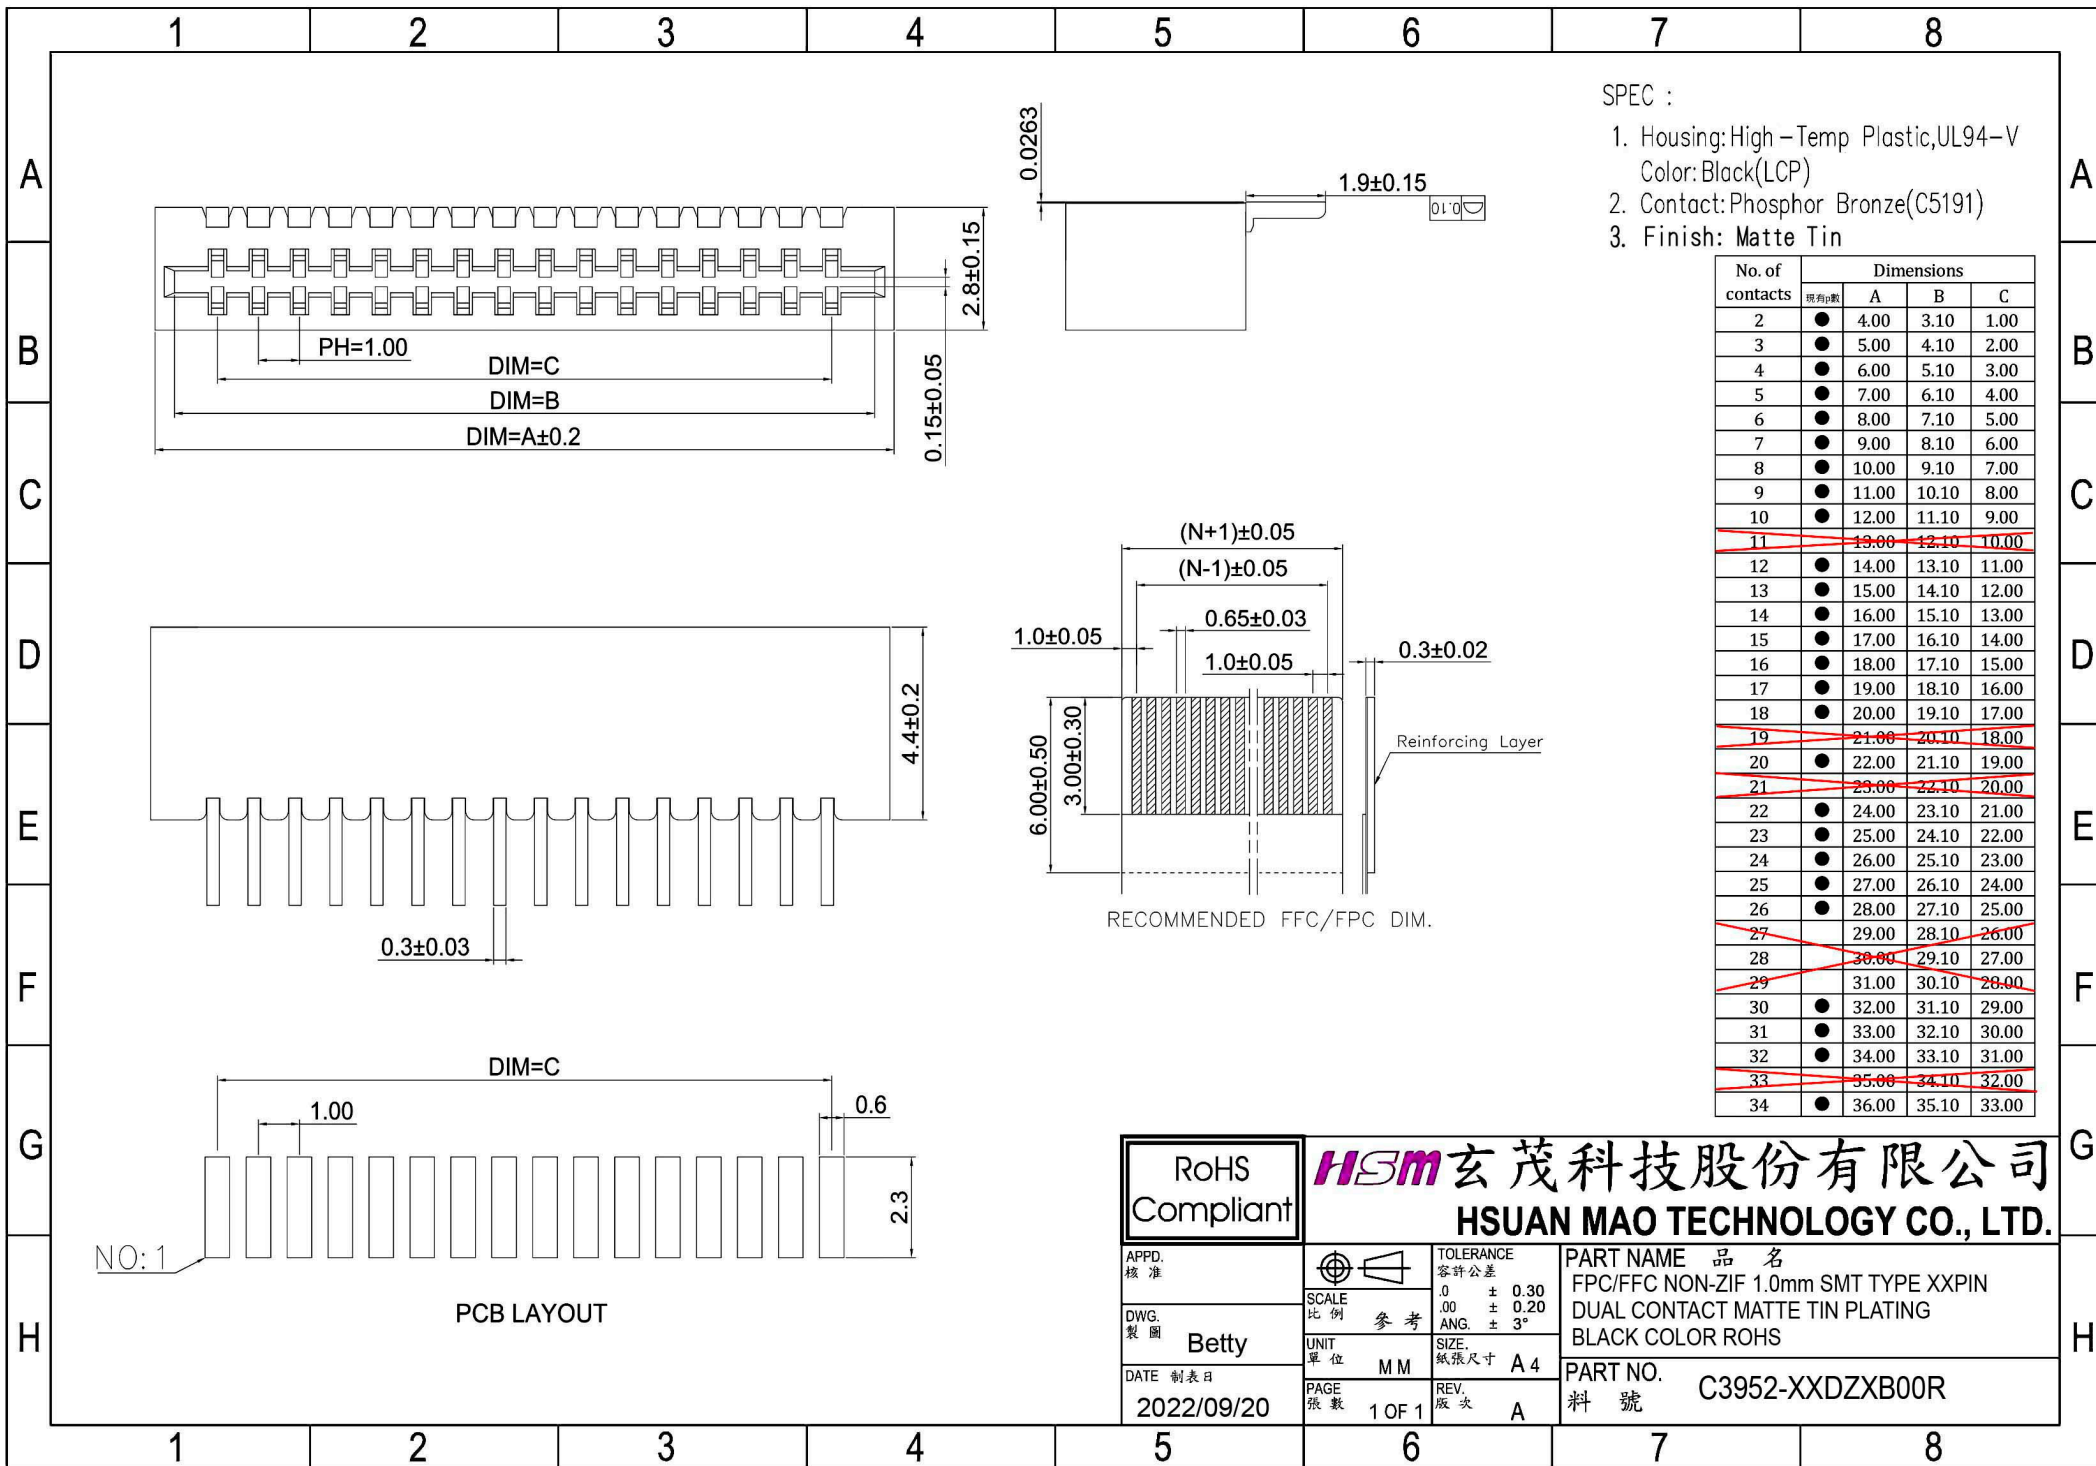 1 2 3 4 5 6 7 8
A
B
C
D
E
F
G
H
A
B
C
D
E
F
G
H
PH=1.00
DIM=C
DIM=B
DIM=A±0.2
2.8±0.15
0.15±0.05
0.0263
1.9±0.15
0.10
4.4±0.2
0.3±0.03
(N+1)±0.05
(N-1)±0.05
0.65±0.03
1.0±0.05
1.0±0.05
0.3±0.02
6.00±0.50
3.00±0.30
Reinforcing Layer
RECOMMENDED FFC/FPC DIM.
DIM=C
1.00
0.6
2.3
NO:1
PCB LAYOUT
SPEC :
1. Housing:High-Temp Plastic,UL94-V
Color:Black(LCP)
2. Contact:Phosphor Bronze(C5191)
3. Finish: Matte Tin
No. of contacts Dimensions
現有p數 A B C
2 ● 4.00 3.10 1.00
3 ● 5.00 4.10 2.00
4 ● 6.00 5.10 3.00
5 ● 7.00 6.10 4.00
6 ● 8.00 7.10 5.00
7 ● 9.00 8.10 6.00
8 ● 10.00 9.10 7.00
9 ● 11.00 10.10 8.00
10 ● 12.00 11.10 9.00
11 13.00 12.10 10.00
12 ● 14.00 13.10 11.00
13 ● 15.00 14.10 12.00
14 ● 16.00 15.10 13.00
15 ● 17.00 16.10 14.00
16 ● 18.00 17.10 15.00
17 ● 19.00 18.10 16.00
18 ● 20.00 19.10 17.00
19 21.00 20.10 18.00
20 ● 22.00 21.10 19.00
21 23.00 22.10 20.00
22 ● 24.00 23.10 21.00
23 ● 25.00 24.10 22.00
24 ● 26.00 25.10 23.00
25 ● 27.00 26.10 24.00
26 ● 28.00 27.10 25.00
27 29.00 28.10 26.00
28 30.00 29.10 27.00
29 31.00 30.10 28.00
30 ● 32.00 31.10 29.00
31 ● 33.00 32.10 30.00
32 ● 34.00 33.10 31.00
33 35.00 34.10 32.00
34 ● 36.00 35.10 33.00
RoHS
Compliant
HSM 玄茂科技股份有限公司
HSUAN MAO TECHNOLOGY CO., LTD.
APPD.
核 准
DWG.
製 圖 Betty
DATE 制表日
2022/09/20
SCALE
比 例 參 考
UNIT
單 位 MM
PAGE
張 數 1 OF 1
TOLERANCE
容許公差
.0 ± 0.30
.00 ± 0.20
ANG. ± 3°
SIZE.
紙張尺寸 A4
REV.
版 次 A
PART NAME 品 名
FPC/FFC NON-ZIF 1.0mm SMT TYPE XXPIN
DUAL CONTACT MATTE TIN PLATING
BLACK COLOR ROHS
PART NO.
料 號 C3952-XXDZXB00R
1 2 3 4 5 6 7 8